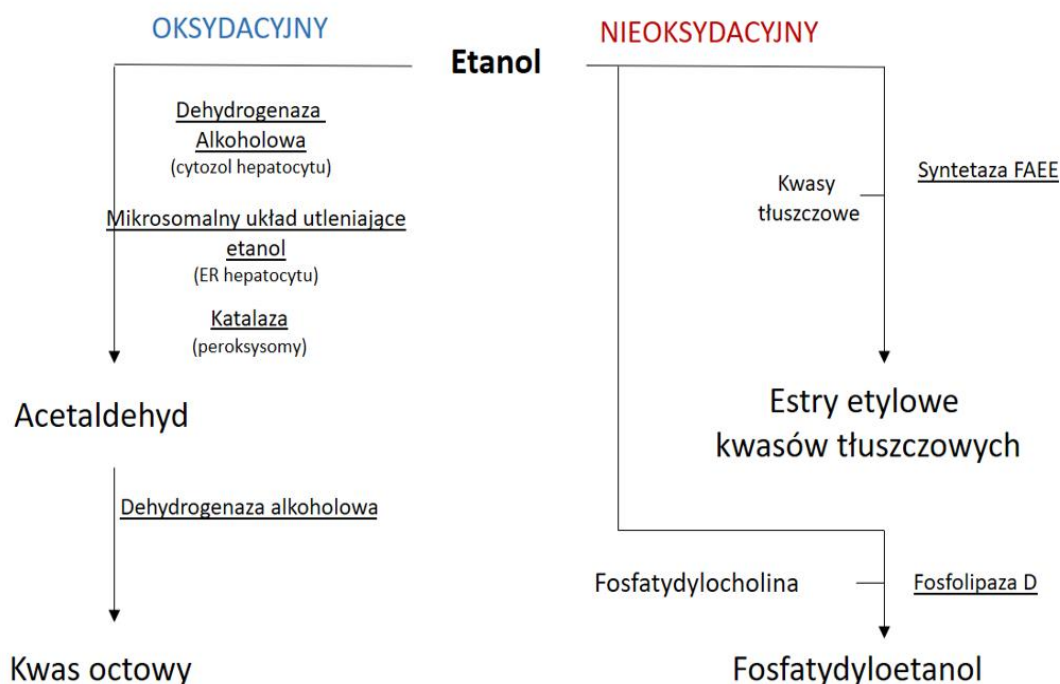 OKSYDACYJNY
NIEOKSYDACYJNY
Etanol
Dehydrogenaza
Alkoholowa
(cytozol hepatocytu)
Mikrosomalny układ utleniające
etanol
(ER hepatocytu)
Katalaza
(peroksysomy)
Acetaldehyd
Dehydrogenaza alkoholowa
Kwas octowy
Kwasy
tłuszczowe
Syntetaza FAEE
Estry etylowe
kwasów tłuszczowych
Fosfatydylocholina
Fosfolipaza D
Fosfatydyloetanol